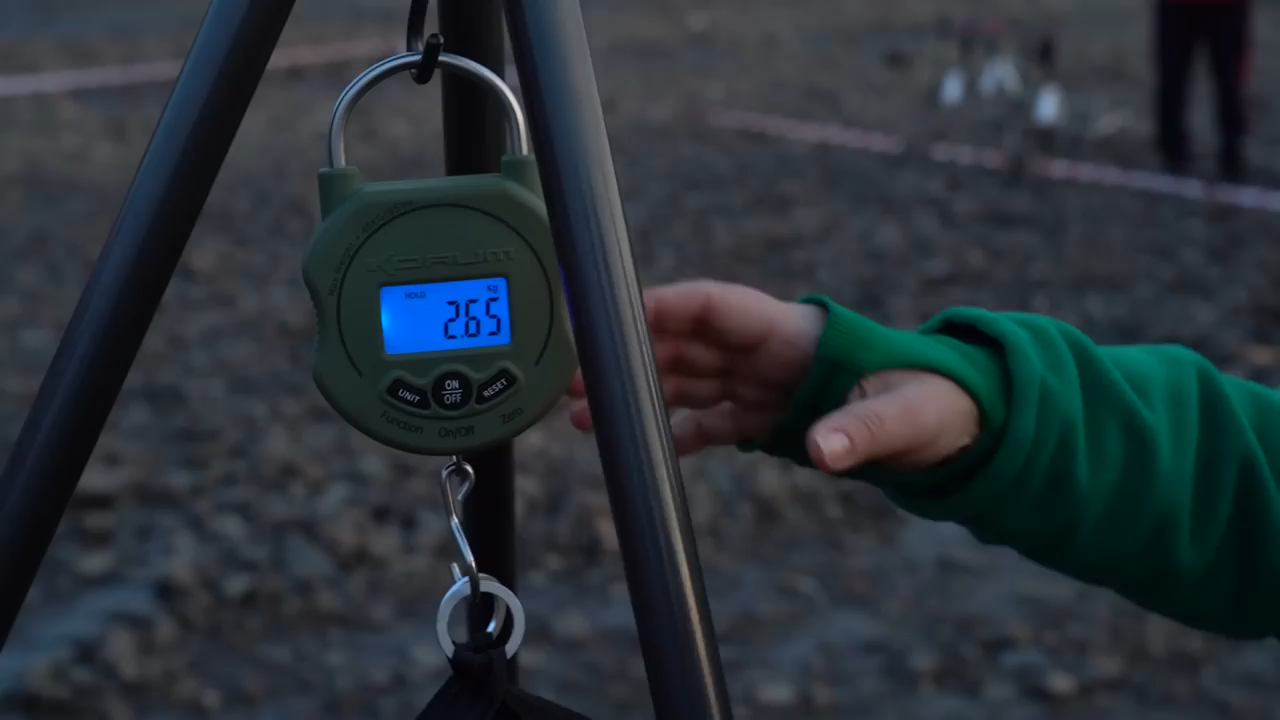 KORUM
HOLD
Kg
2.65
UNIT
ON
OFF
RESET
Function
On/Off
Zero